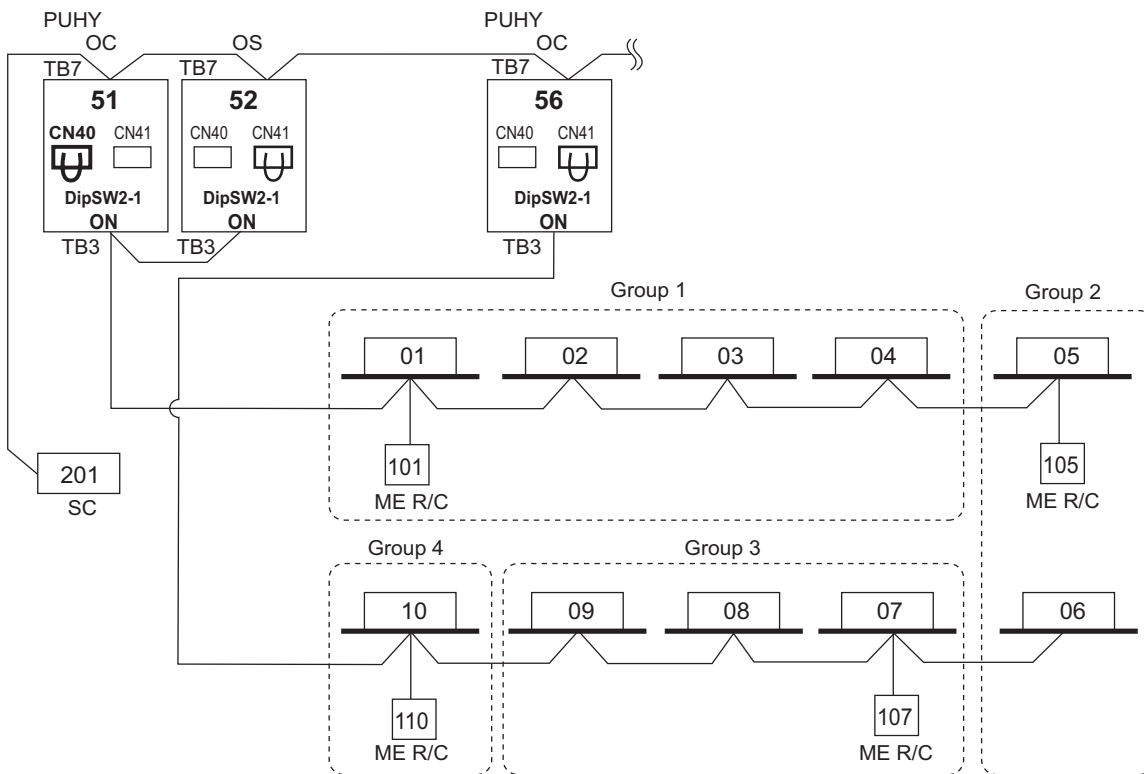 PUHY
PUHY
OC
OS
OC
TB7
TB7
TB7
51
52
56
CN40
CN41
CN40
CN41
CN40
CN41
DipSW2-1
DipSW2-1
DipSW2-1
ON
ON
ON
TB3
TB3
TB3
Group 1
Group 2
01
02
03
04
05
201
SC
101
ME R/C
105
ME R/C
Group 4
Group 3
10
09
08
07
06
110
ME R/C
107
ME R/C